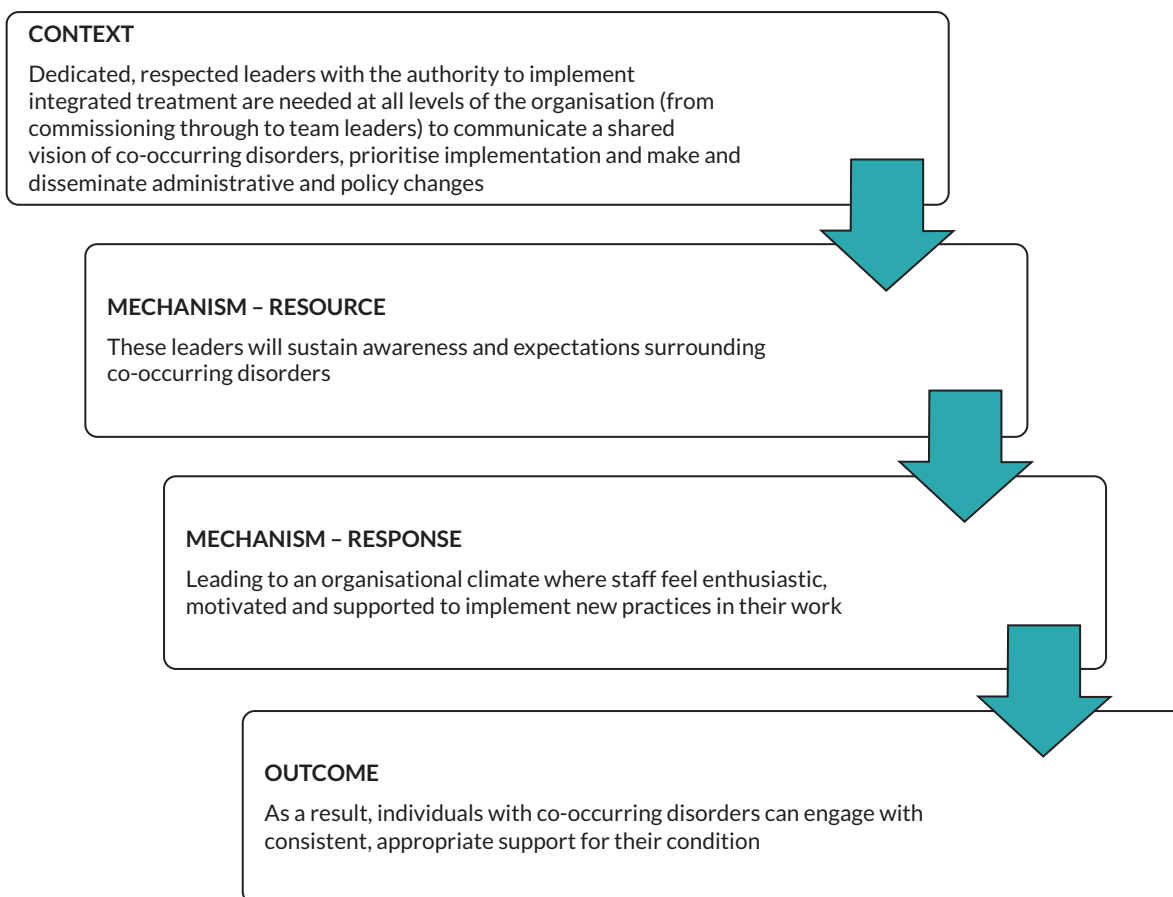 CONTEXT
Dedicated, respected leaders with the authority to implement
integrated treatment are needed at all levels of the organisation (from
commissioning through to team leaders) to communicate a shared
vision of co-occurring disorders, prioritise implementation and make and
disseminate administrative and policy changes
MECHANISM – RESOURCE
These leaders will sustain awareness and expectations surrounding
co-occurring disorders
MECHANISM – RESPONSE
Leading to an organisational climate where staff feel enthusiastic,
motivated and supported to implement new practices in their work
OUTCOME
As a result, individuals with co-occurring disorders can engage with
consistent, appropriate support for their condition